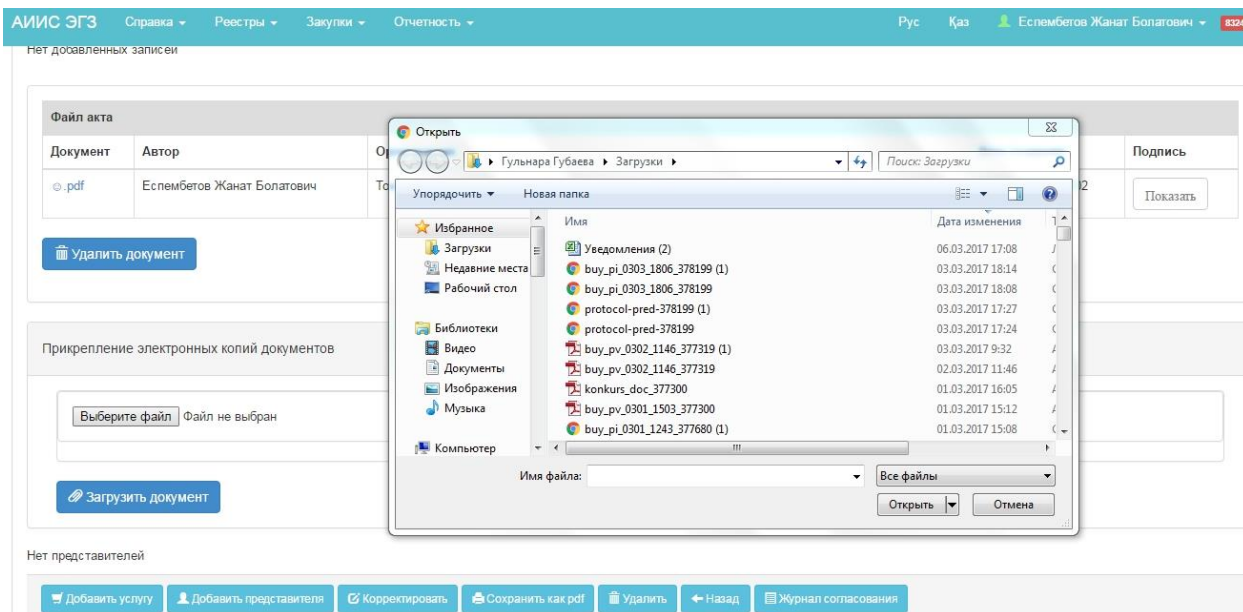 АИИС ЭГЗ Справка Реестры Закупки Отчетность Рус Қаз Еспембетов Жанат Болатович 8324
Нет добавленных записей
Файл акта
Документ Автор Подпись
.pdf Еспембетов Жанат Болатович Показать
Удалить документ
Прикрепление электронных копий документов
Выберите файл Файл не выбран
Загрузить документ
Открыть
Гульнара Губаева Загрузки Поиск: Загрузки
Упорядочить Новая папка
Избранное
Загрузки
Недавние места
Рабочий стол
Библиотеки
Видео
Документы
Изображения
Музыка
Компьютер
Имя Дата изменения
Уведомления (2) 06.03.2017 17:08
buy_pi_0303_1806_378199 (1) 03.03.2017 18:14
buy_pi_0303_1806_378199 03.03.2017 18:08
protocol-pred-378199 (1) 03.03.2017 17:27
protocol-pred-378199 03.03.2017 17:24
buy_pv_0302_1146_377319 (1) 03.03.2017 9:32
buy_pv_0302_1146_377319 02.03.2017 11:46
konkurs_doc_377300 01.03.2017 16:05
buy_pv_0301_1503_377300 01.03.2017 15:12
buy_pi_0301_1243_377680 (1) 01.03.2017 15:08
Имя файла: Все файлы
Открыть Отмена
Нет представителей
Добавить услугу Добавить представителя Корректировать Сохранить как pdf Удалить Назад Журнал согласования